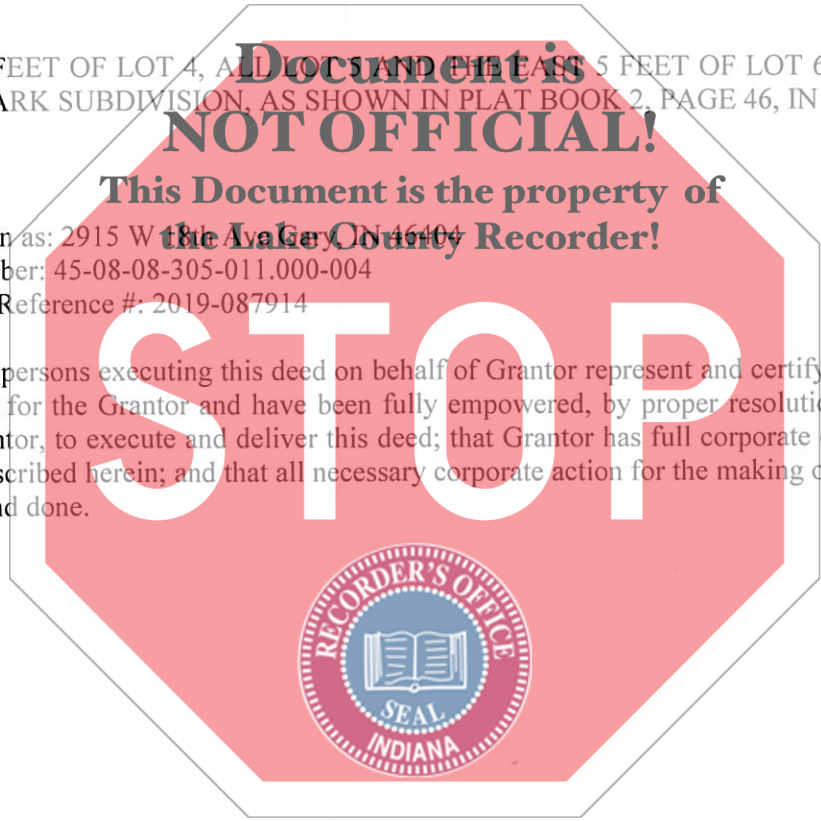 FEET OF LOT 4, ALL LOT 5 AND THE EAST 5 FEET OF LOT 6
Document is
ARK SUBDIVISION, AS SHOWN IN PLAT BOOK 2, PAGE 46, IN
NOT OFFICIAL!
This Document is the property of
n as: 2915 W 18th Ave Gary, IN 46404
the Lake County Recorder!
ber: 45-08-08-305-011.000-004
Reference #: 2019-087914
STOP
persons executing this deed on behalf of Grantor represent and certify
for the Grantor and have been fully empowered, by proper resolutio
ntor, to execute and deliver this deed; that Grantor has full corporate
scribed herein; and that all necessary corporate action for the making o
nd done.
RECORDER'S OFFICE
SEAL
INDIANA